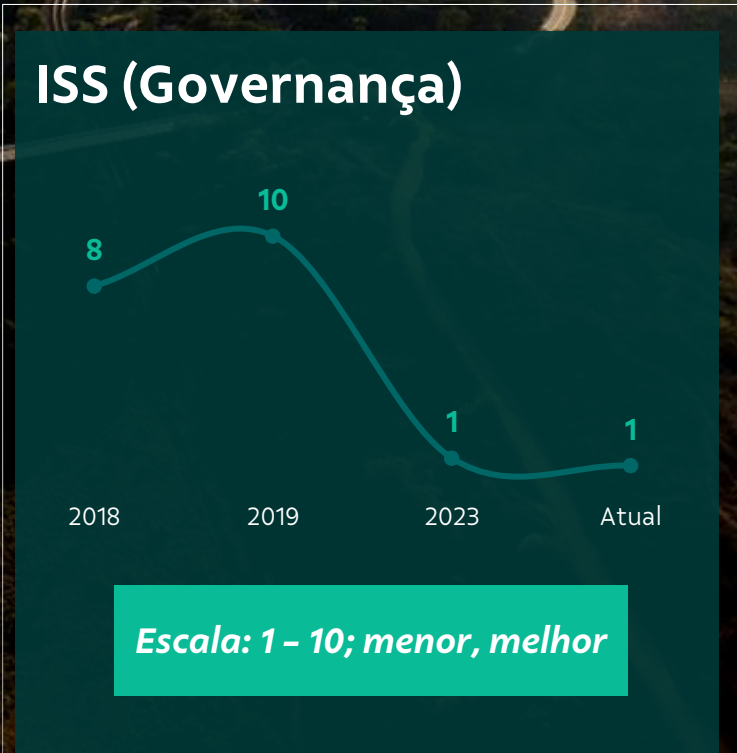 ISS (Governança)
10
8
1
1
2018 2019 2023 Atual
Escala: 1 – 10; menor, melhor